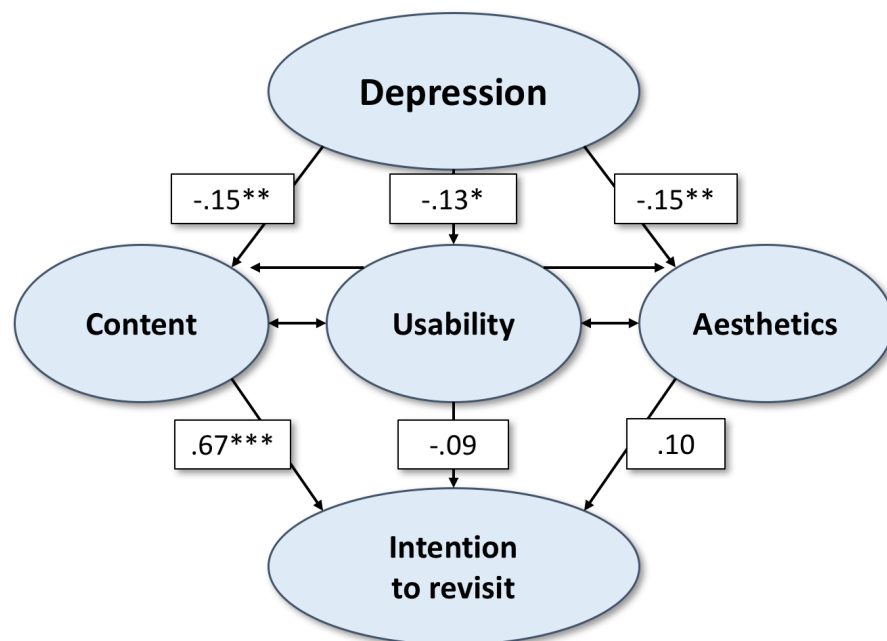 Depression
-.15**
-.13*
-.15**
Content
Usability
Aesthetics
.67***
-.09
.10
Intention
to revisit